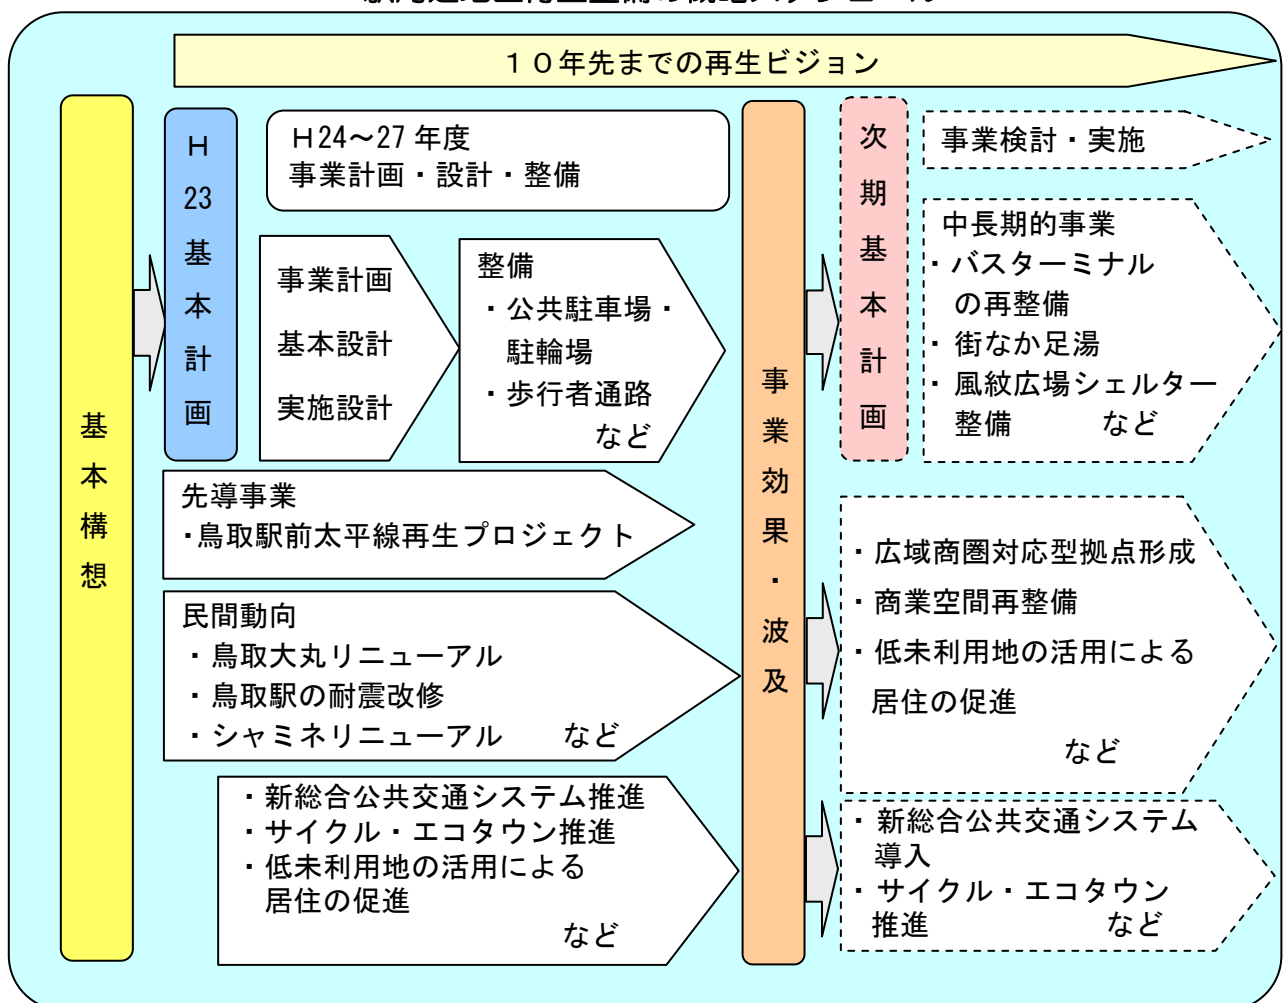 １０年先までの再生ビジョン
基本構想
H23基本計画
H24～27 年度
事業計画・設計・整備
事業計画
基本設計
実施設計
整備
・公共駐車場・
駐輪場
・歩行者通路
など
先導事業
・鳥取駅前太平線再生プロジェクト
民間動向
・鳥取大丸リニューアル
・鳥取駅の耐震改修
・シャミネリニューアル　など
・新総合公共交通システム推進
・サイクル・エコタウン推進
・低未利用地の活用による
居住の促進
など
事業効果・波及
次期基本計画
事業検討・実施
中長期的事業
・バスターミナル
の再整備
・街なか足湯
・風紋広場シェルター
整備　など
・広域商圏対応型拠点形成
・商業空間再整備
・低未利用地の活用による
居住の促進
など
・新総合公共交通システム
導入
・サイクル・エコタウン
推進　など